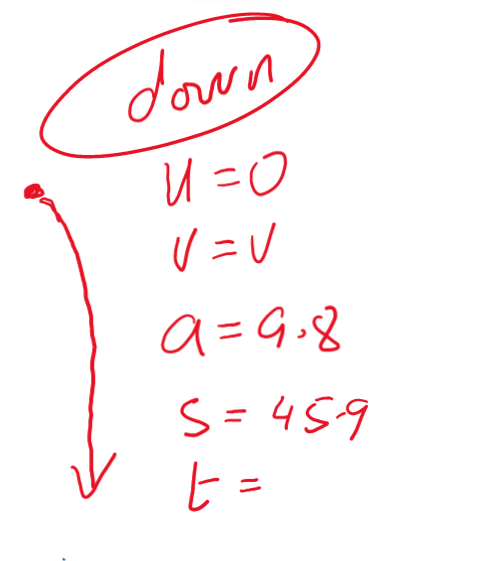 down
u = 0
v = v
a = 9.8
s = 45.9
t =